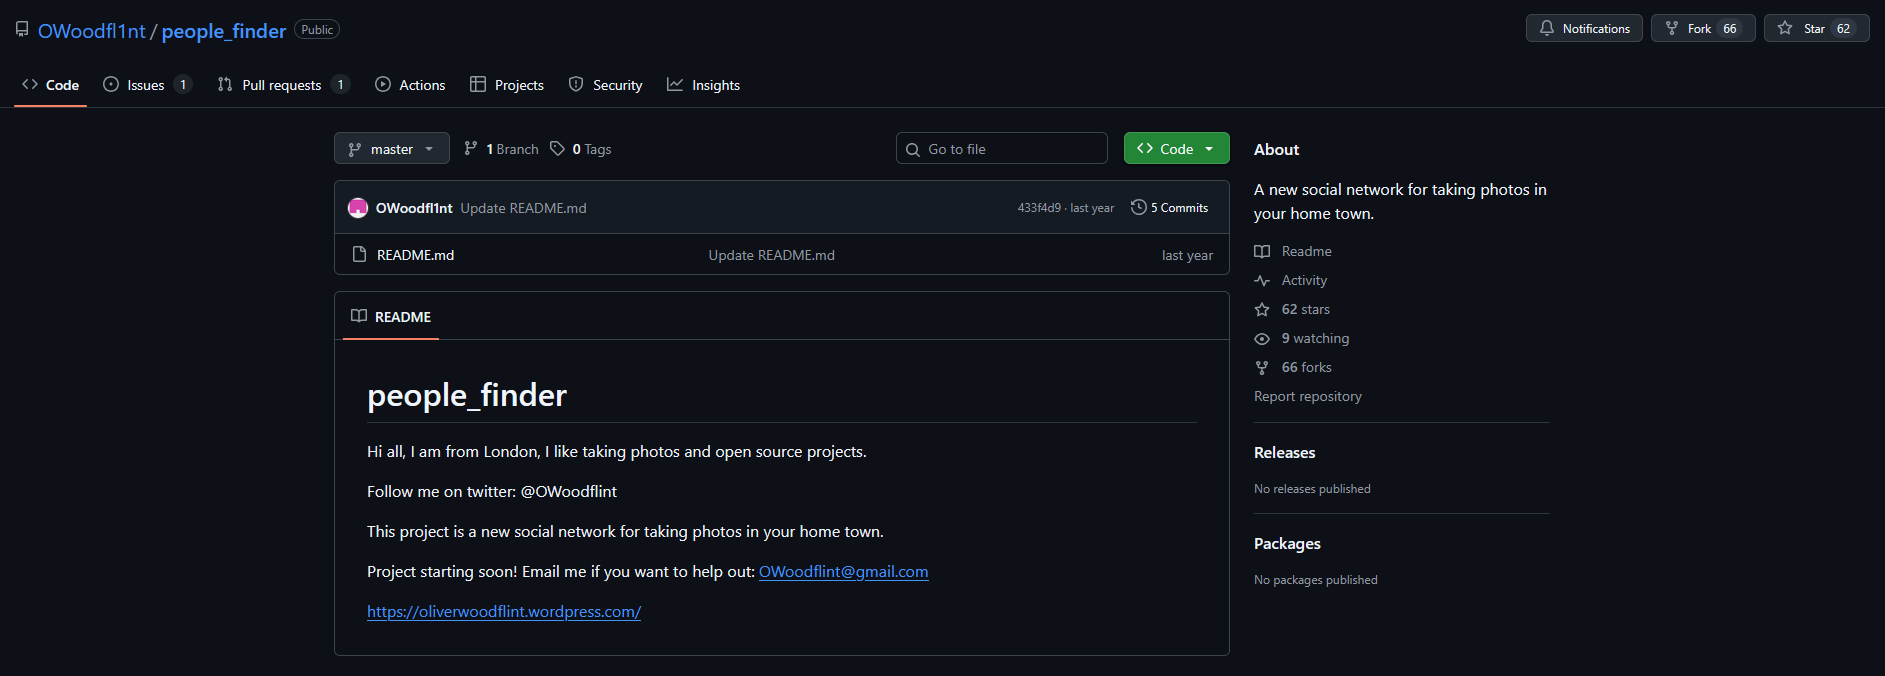 OWoodfl1nt / people_finder Public
Notifications Fork 66 Star 62
Code Issues 1 Pull requests 1 Actions Projects Security Insights
master 1 Branch 0 Tags Go to file Code
OWoodfl1nt Update README.md 433f4d9 · last year 5 Commits
README.md Update README.md last year
README
people_finder
Hi all, I am from London, I like taking photos and open source projects.
Follow me on twitter: @OWoodflint
This project is a new social network for taking photos in your home town.
Project starting soon! Email me if you want to help out: OWoodflint@gmail.com
https://oliverwoodflint.wordpress.com/
About
A new social network for taking photos in
your home town.
Readme
Activity
62 stars
9 watching
66 forks
Report repository
Releases
No releases published
Packages
No packages published